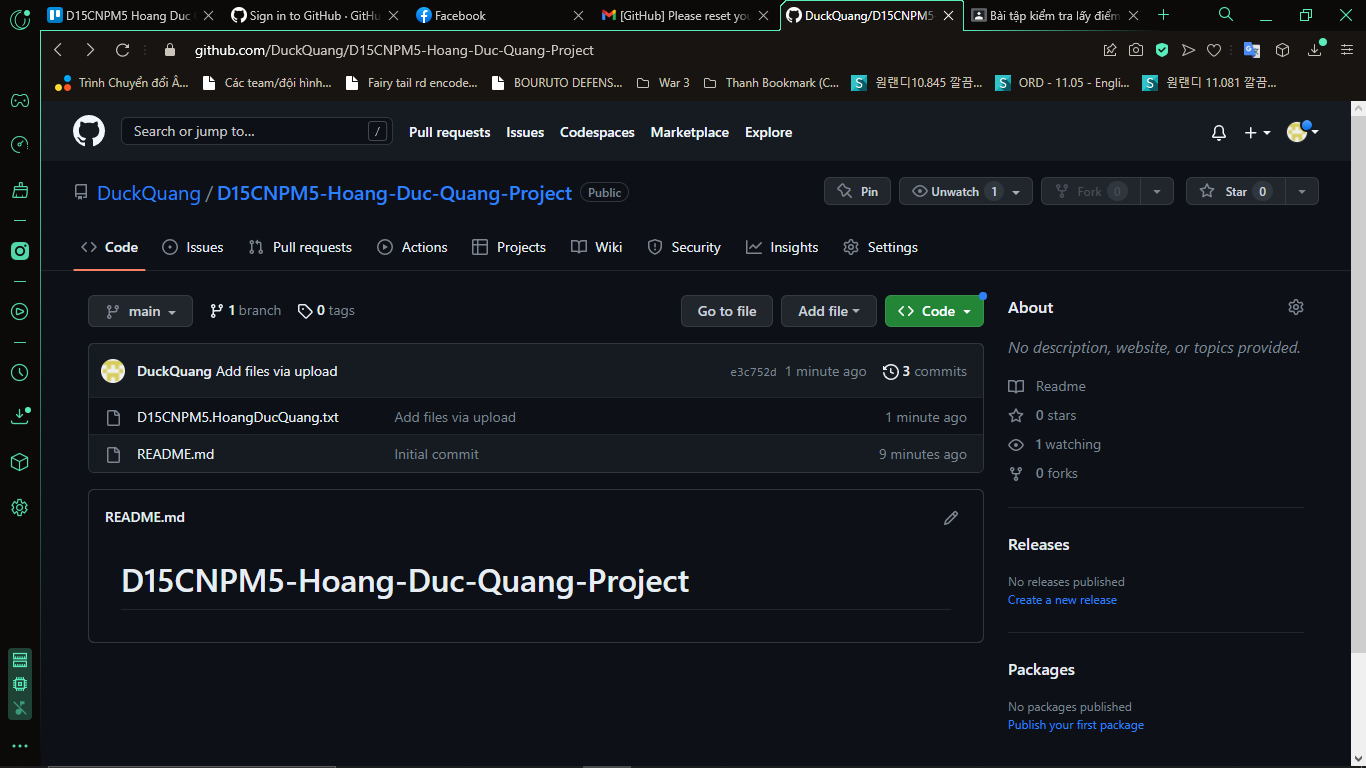 D15CNPM5 Hoang Duc
Sign in to GitHub · GitHu
Facebook
[GitHub] Please reset you
DuckQuang/D15CNPM5
Bài tập kiểm tra lấy điểm
github.com/DuckQuang/D15CNPM5-Hoang-Duc-Quang-Project
Trình Chuyển đổi Â...
Các team/đội hình...
Fairy tail rd encode...
BOURUTO DEFENS...
War 3
Thanh Bookmark (C...
원랜디10.845 깔끔...
ORD - 11.05 - Engli...
원랜디 11.081 깔끔...
Search or jump to...
/
Pull requests
Issues
Codespaces
Marketplace
Explore
DuckQuang / D15CNPM5-Hoang-Duc-Quang-Project
Public
Pin
Unwatch 1
Fork 0
Star 0
Code
Issues
Pull requests
Actions
Projects
Wiki
Security
Insights
Settings
main
1 branch
0 tags
Go to file
Add file
Code
DuckQuang Add files via upload
e3c752d 1 minute ago
3 commits
D15CNPM5.HoangDucQuang.txt
Add files via upload
1 minute ago
README.md
Initial commit
9 minutes ago
README.md
D15CNPM5-Hoang-Duc-Quang-Project
About
No description, website, or topics provided.
Readme
0 stars
1 watching
0 forks
Releases
No releases published
Create a new release
Packages
No packages published
Publish your first package